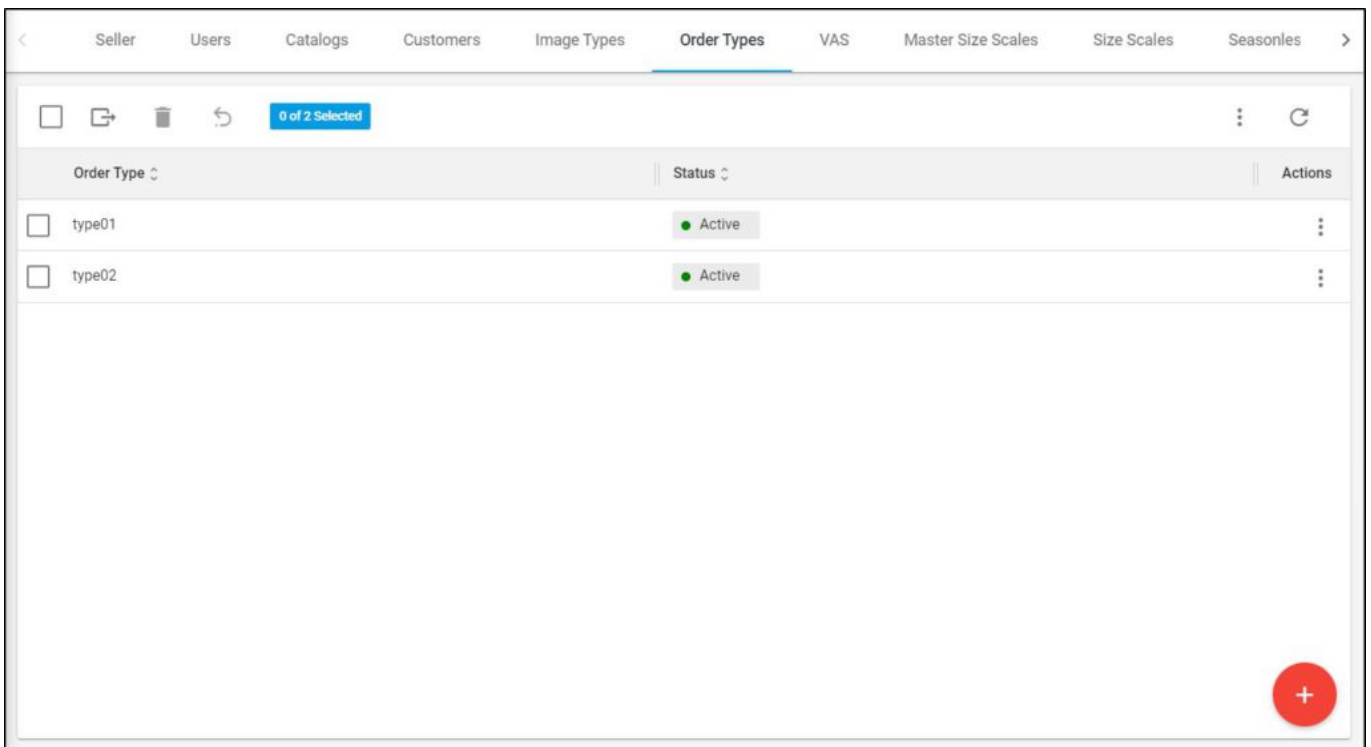 Seller Users Catalogs Customers Image Types Order Types VAS Master Size Scales Size Scales Seasonles
0 of 2 Selected
Order Type Status Actions
type01 Active
type02 Active